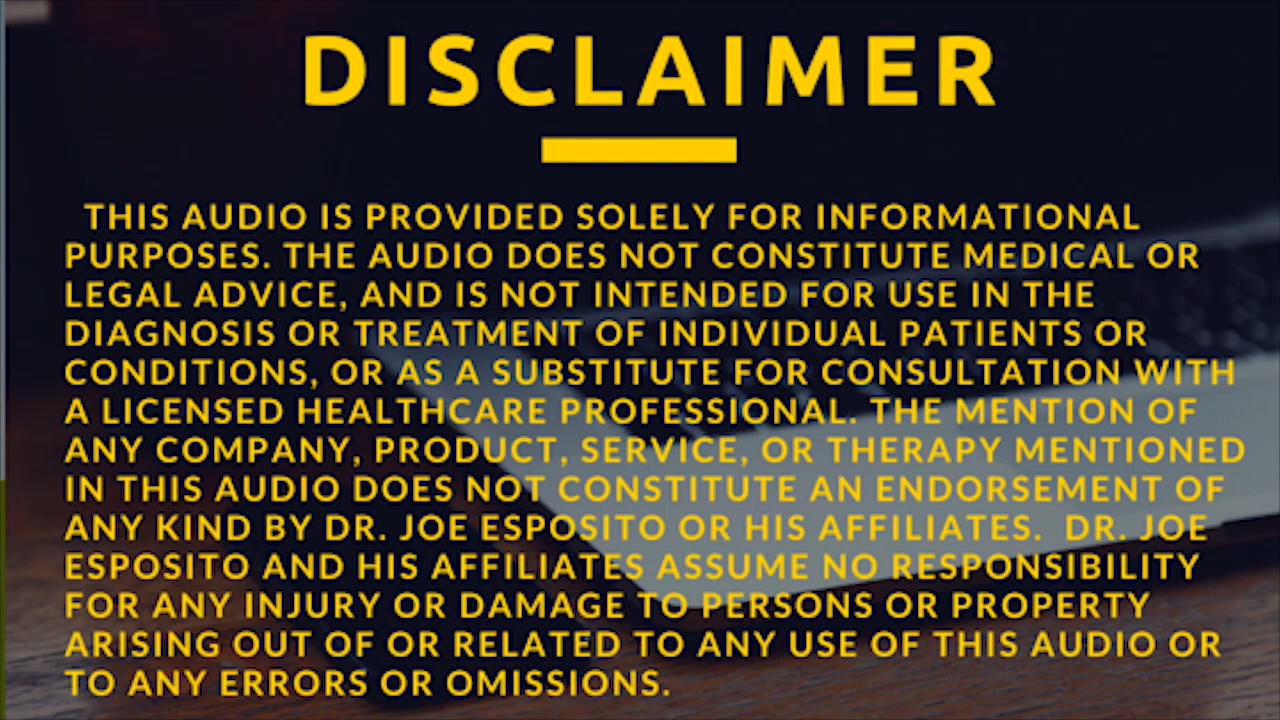 DISCLAIMER
THIS AUDIO IS PROVIDED SOLELY FOR INFORMATIONAL
PURPOSES. THE AUDIO DOES NOT CONSTITUTE MEDICAL OR
LEGAL ADVICE, AND IS NOT INTENDED FOR USE IN THE
DIAGNOSIS OR TREATMENT OF INDIVIDUAL PATIENTS OR
CONDITIONS, OR AS A SUBSTITUTE FOR CONSULTATION WITH
A LICENSED HEALTHCARE PROFESSIONAL. THE MENTION OF
ANY COMPANY, PRODUCT, SERVICE, OR THERAPY MENTIONED
IN THIS AUDIO DOES NOT CONSTITUTE AN ENDORSEMENT OF
ANY KIND BY DR. JOE ESPOSITO OR HIS AFFILIATES. DR. JOE
ESPOSITO AND HIS AFFILIATES ASSUME NO RESPONSIBILITY
FOR ANY INJURY OR DAMAGE TO PERSONS OR PROPERTY
ARISING OUT OF OR RELATED TO ANY USE OF THIS AUDIO OR
TO ANY ERRORS OR OMISSIONS.